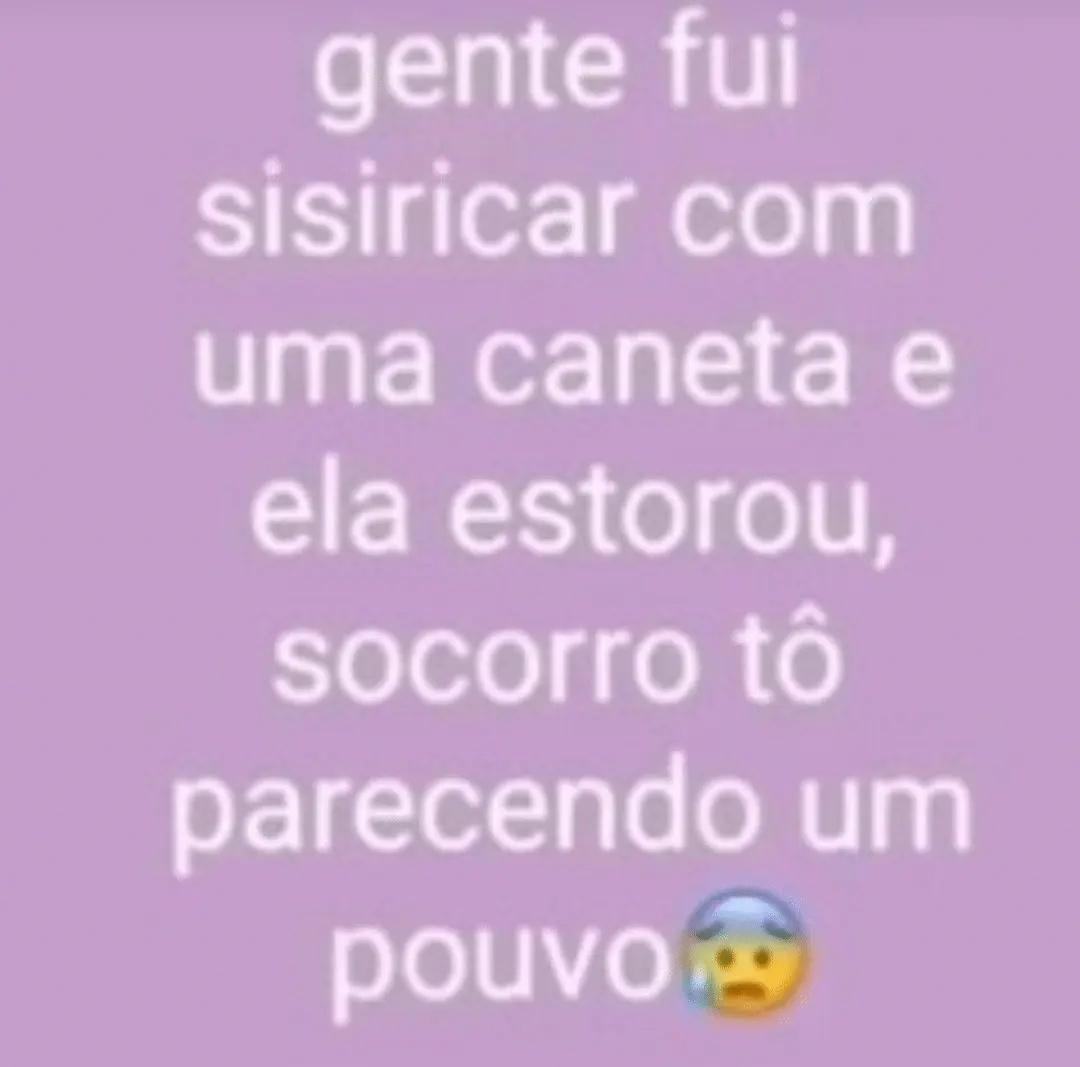 gente fui
sisiricar com
uma caneta e
ela estorou,
socorro tô
parecendo um
pouvo😰